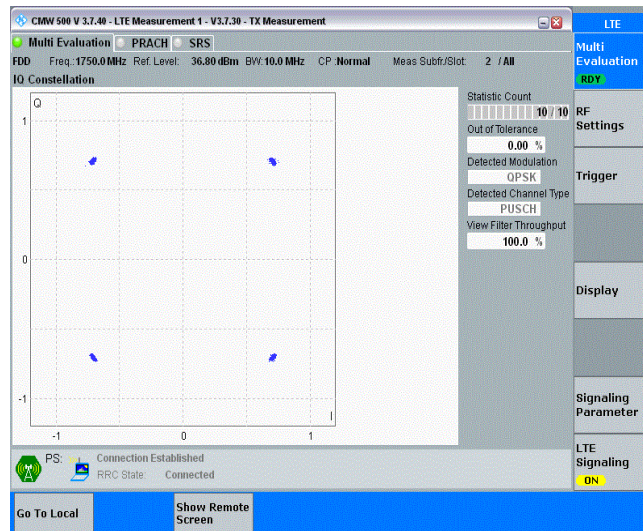 CMW 500 V 3.7.40 - LTE Measurement 1 - V3.7.30 - TX Measurement
LTE
Multi Evaluation PRACH SRS
Multi
Evaluation
RDY
FDD Freq.: 1750.0 MHz Ref. Level: 36.80 dBm BW: 10.0 MHz CP :Normal Meas Subfr./Slot: 2 / All
IQ Constellation
Q
1
0
-1
I
-1 0 1
Statistic Count
10 / 10
Out of Tolerance
0.00 %
Detected Modulation
QPSK
Detected Channel Type
PUSCH
View Filter Throughput
100.0 %
RF
Settings
Trigger
Display
Signaling
Parameter
LTE
Signaling
ON
PS: Connection Established
RRC State: Connected
Go To Local
Show Remote
Screen